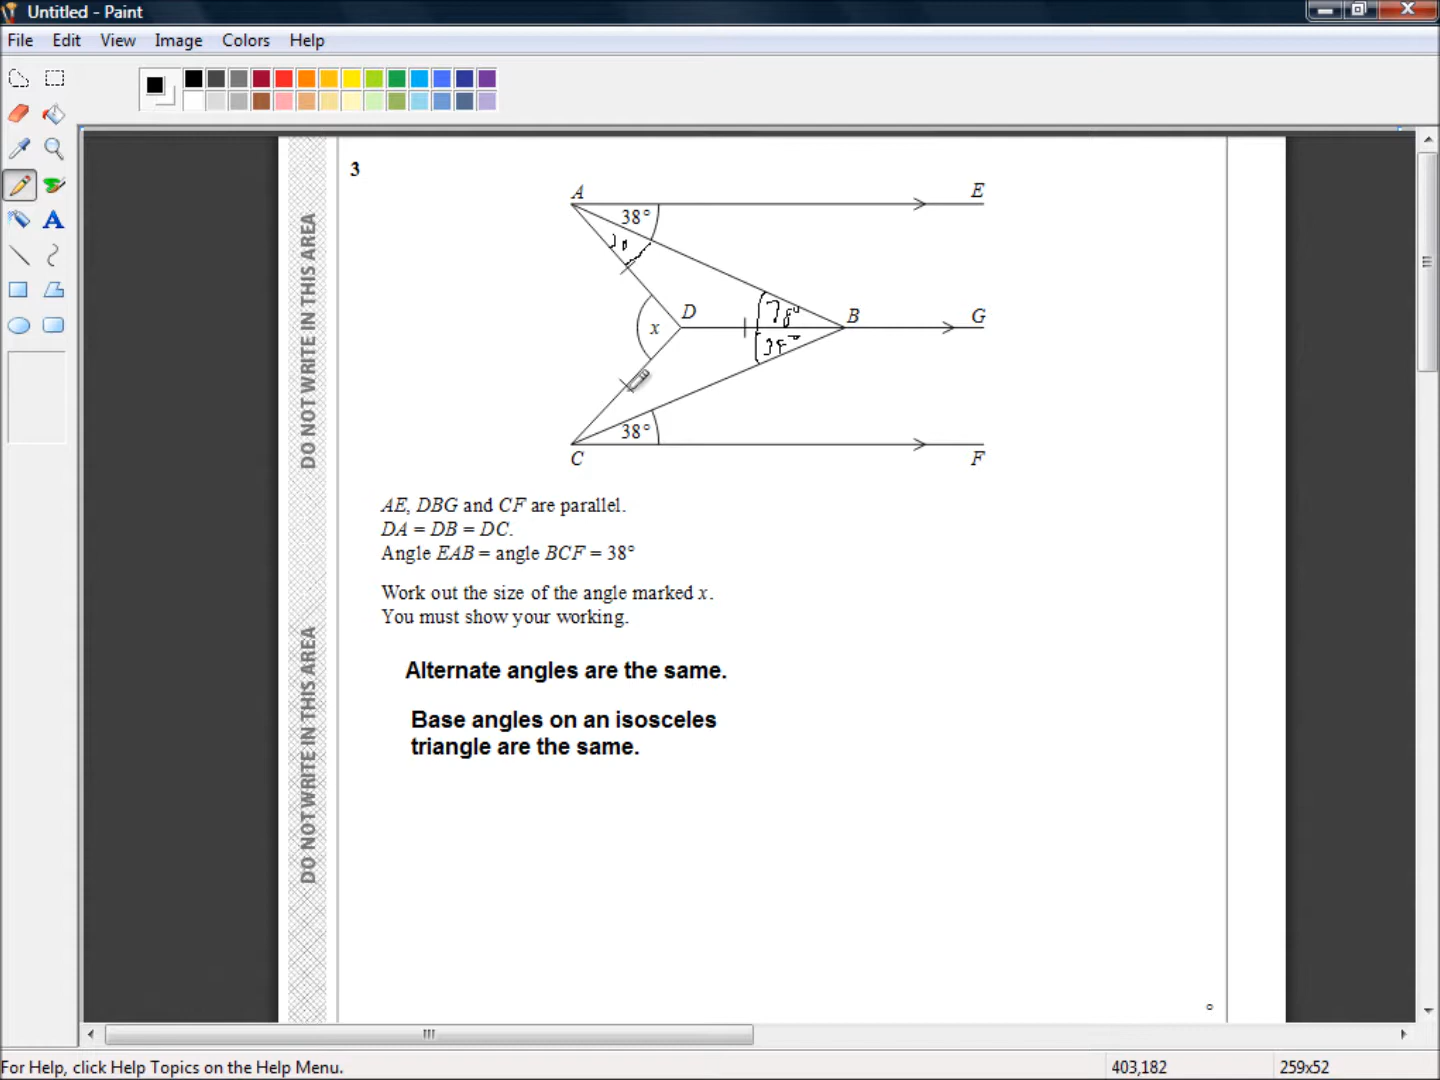 Untitled - Paint
File Edit View Image Colors Help
3
A
E
38°
D
B
G
x
38°
C
F
AE, DBG and CF are parallel.
DA = DB = DC.
Angle EAB = angle BCF = 38°
Work out the size of the angle marked x.
You must show your working.
Alternate angles are the same.
Base angles on an isosceles
triangle are the same.
DO NOT WRITE IN THIS AREA
DO NOT WRITE IN THIS AREA
°
For Help, click Help Topics on the Help Menu.
403,182
259x52